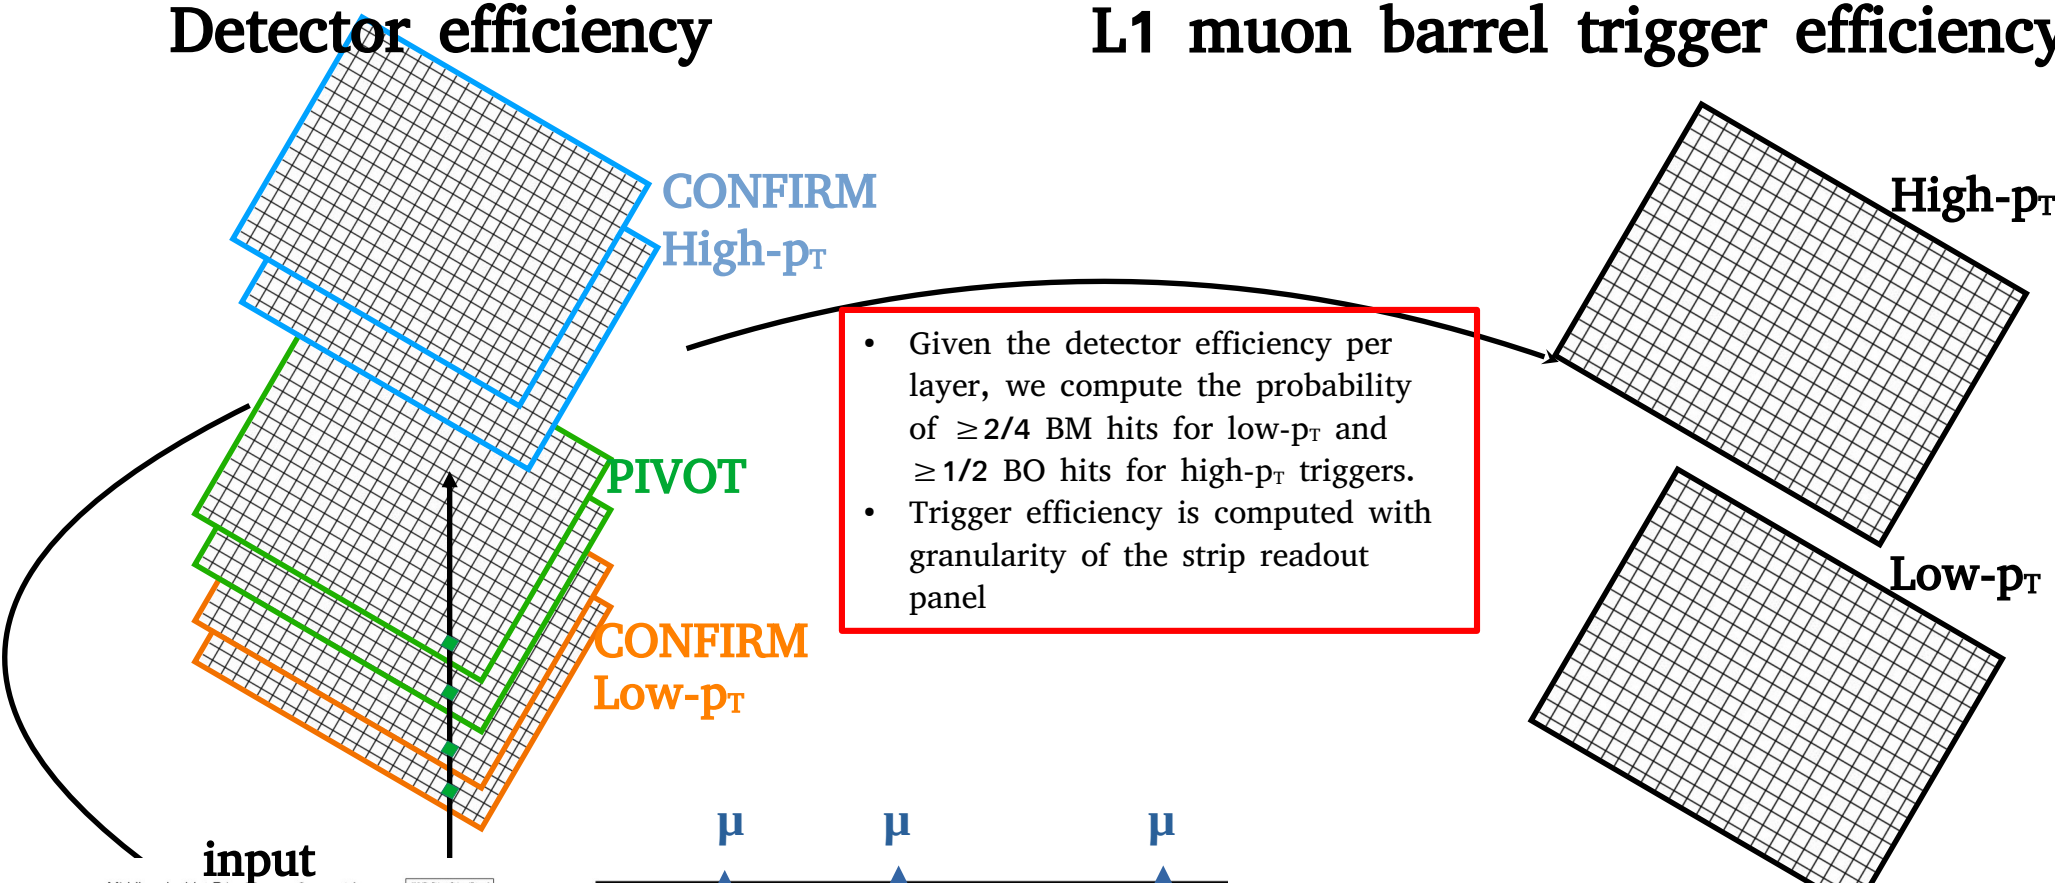 Detector efficiency
L1 muon barrel trigger efficiency
CONFIRM
High-pT
High-pT
• Given the detector efficiency per
layer, we compute the probability
of ≥2/4 BM hits for low-pT and
≥1/2 BO hits for high-pT triggers.
• Trigger efficiency is computed with
granularity of the strip readout
panel
PIVOT
Low-pT
CONFIRM
Low-pT
μ μ μ
input